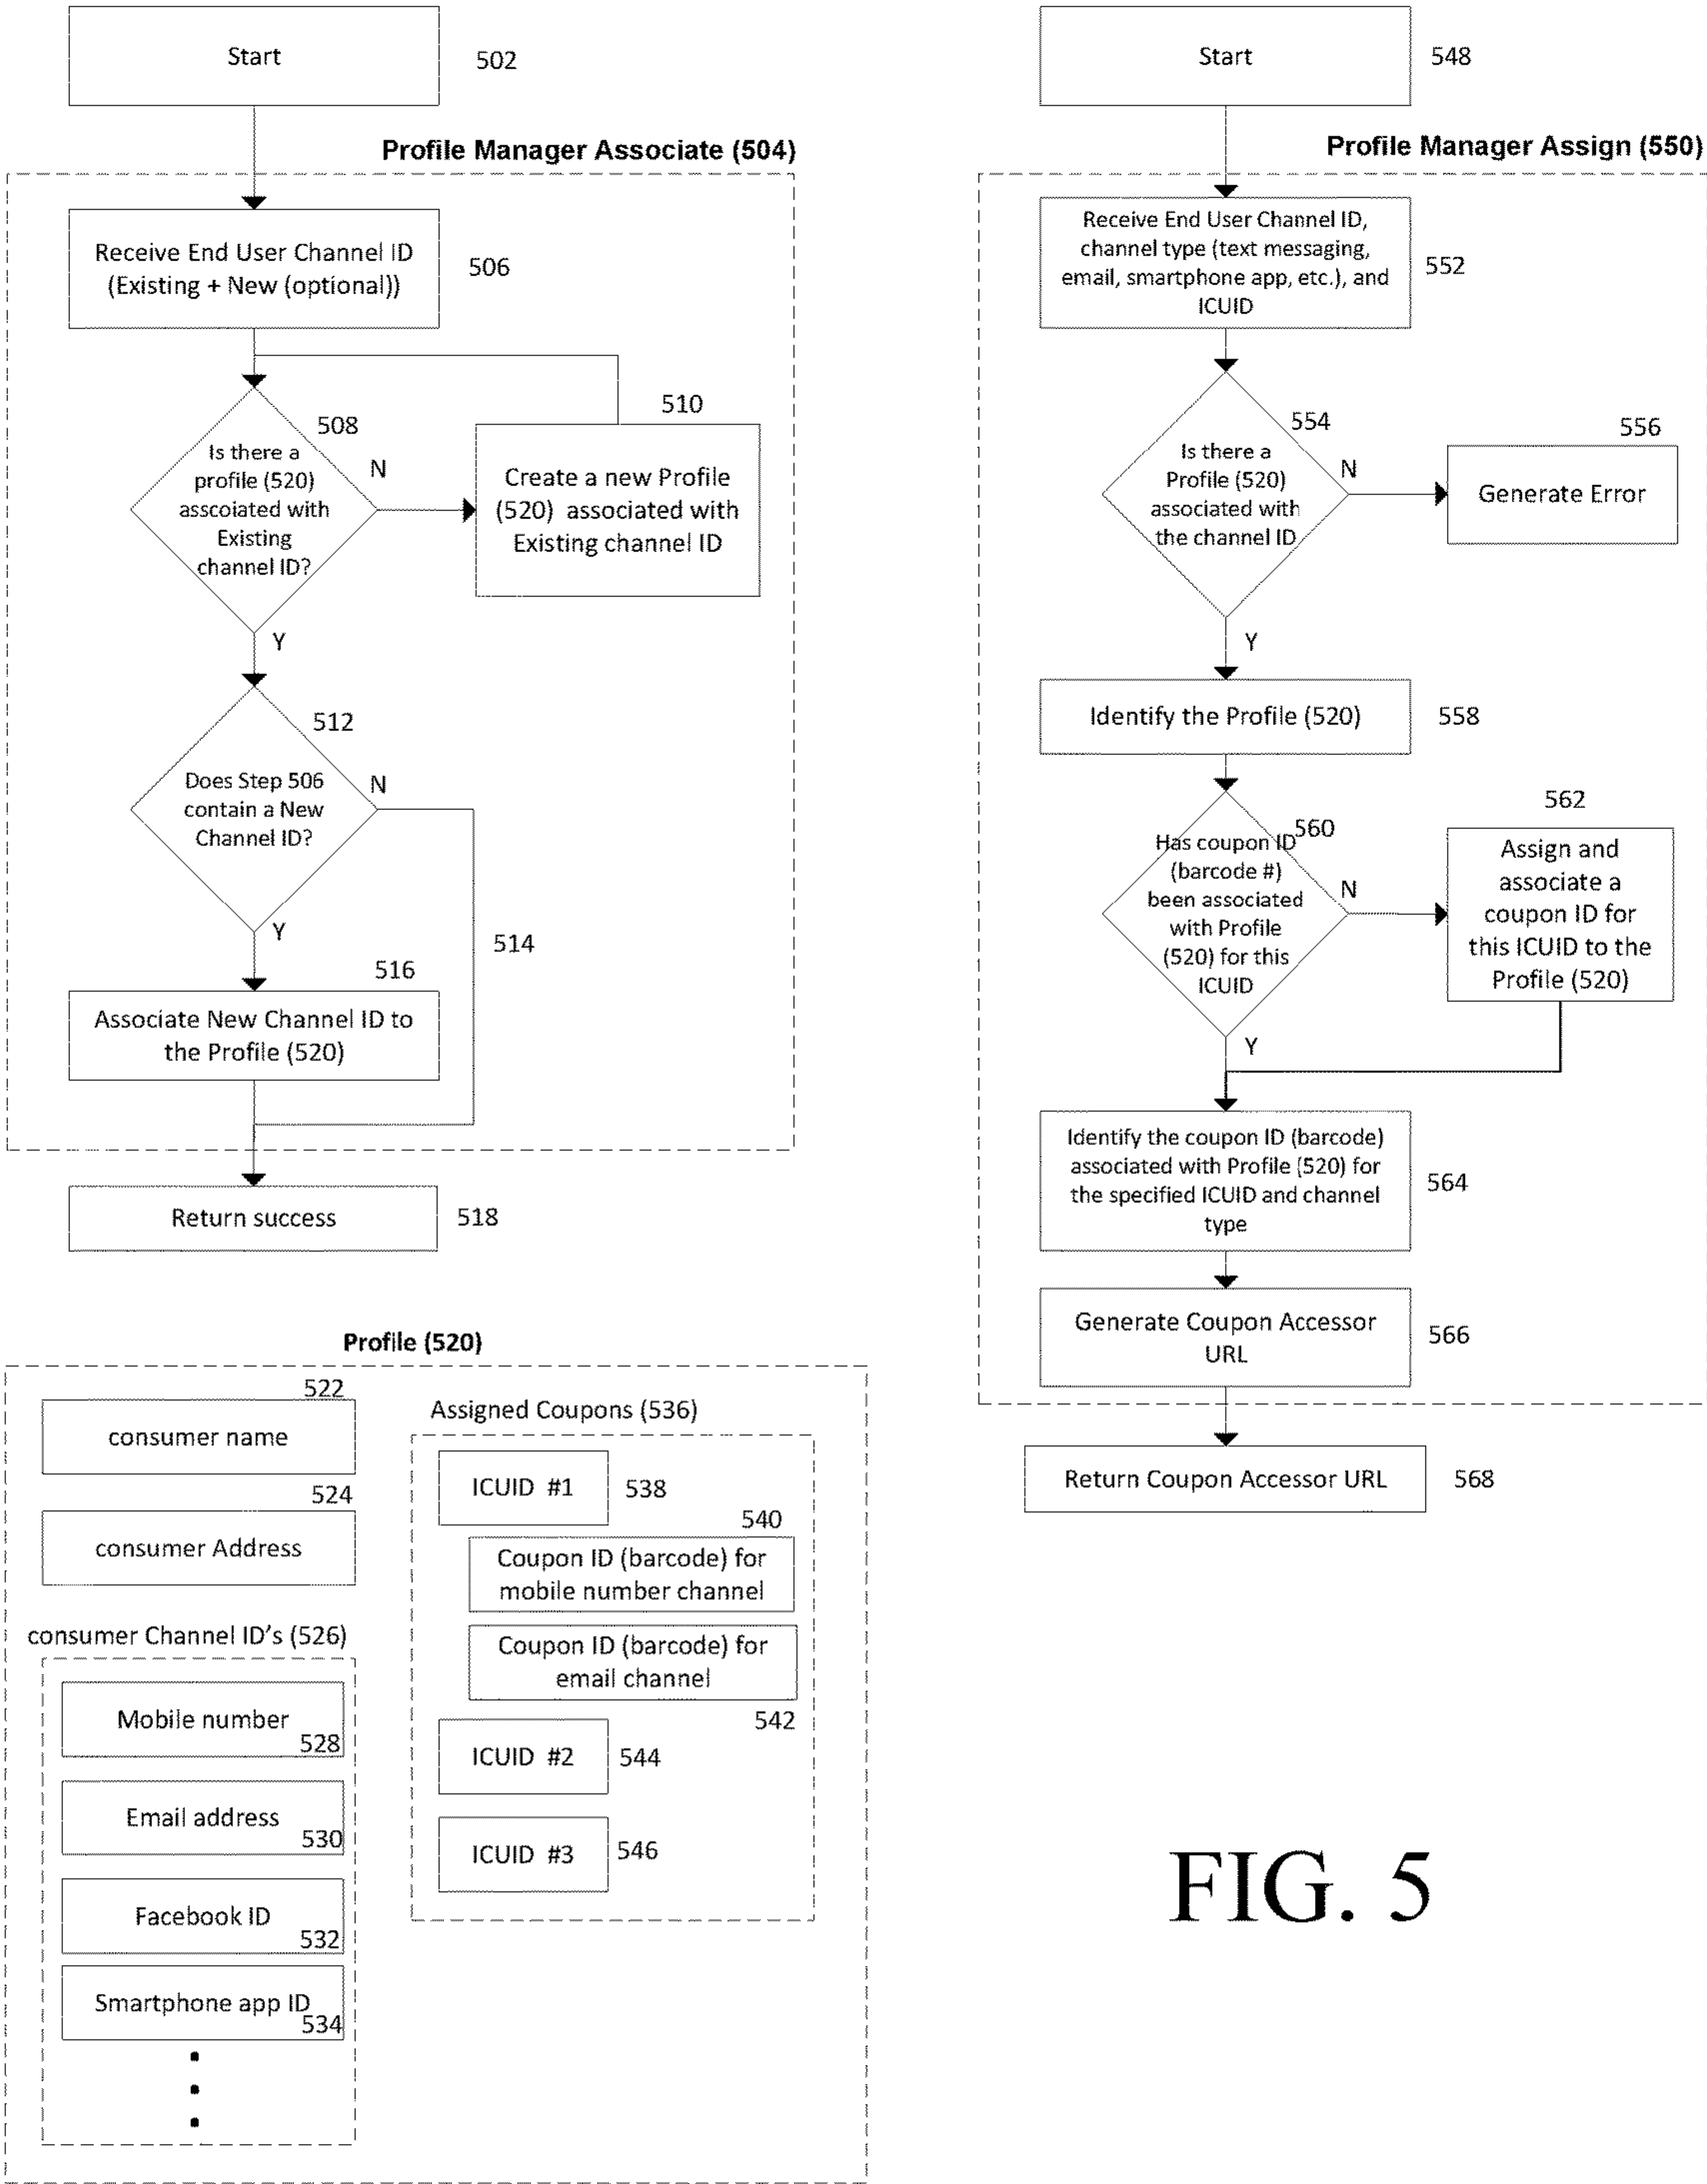 Start
502
Profile Manager Associate (504)
Receive End User Channel ID
(Existing + New (optional))
506
508
Is there a
profile (520)
asscoiated with
Existing
channel ID?
N
510
Create a new Profile
(520) associated with
Existing channel ID
Y
512
Does Step 506
contain a New
Channel ID?
N
Y
514
516
Associate New Channel ID to
the Profile (520)
Return success
518
Profile (520)
522
consumer name
524
consumer Address
consumer Channel ID's (526)
Mobile number
528
Email address
530
Facebook ID
532
Smartphone app ID
534
Assigned Coupons (536)
ICUID #1
538
540
Coupon ID (barcode) for
mobile number channel
Coupon ID (barcode) for
email channel
542
ICUID #2
544
ICUID #3
546
Start
548
Profile Manager Assign (550)
Receive End User Channel ID,
channel type (text messaging,
email, smartphone app, etc.), and
ICUID
552
554
Is there a
Profile (520)
associated with
the channel ID
N
556
Generate Error
Y
Identify the Profile (520)
558
560
Has coupon ID
(barcode #)
been associated
with Profile
(520) for this
ICUID
N
562
Assign and
associate a
coupon ID for
this ICUID to the
Profile (520)
Y
Identify the coupon ID (barcode)
associated with Profile (520) for
the specified ICUID and channel
type
564
Generate Coupon Accessor
URL
566
Return Coupon Accessor URL
568
FIG. 5